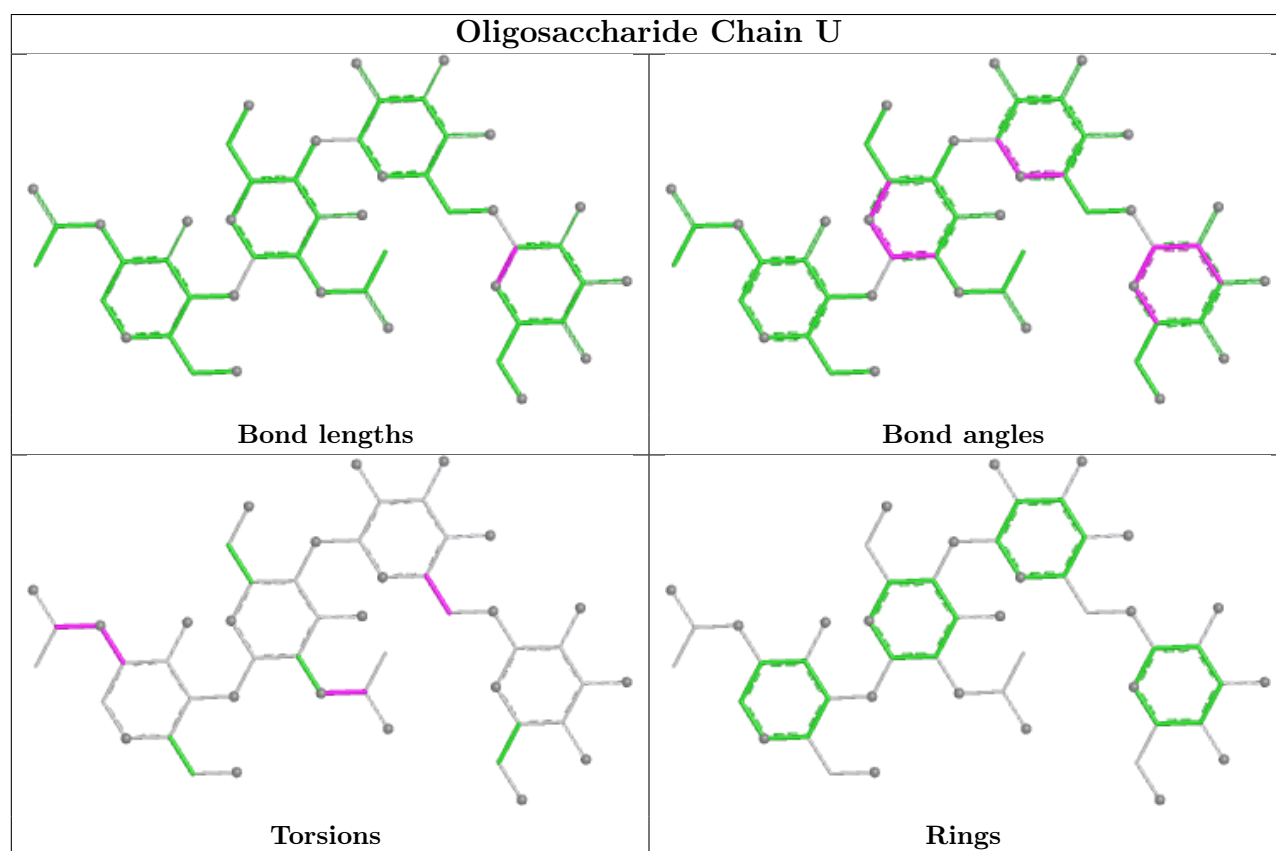 Oligosaccharide Chain U
Bond lengths
Bond angles
Torsions
Rings